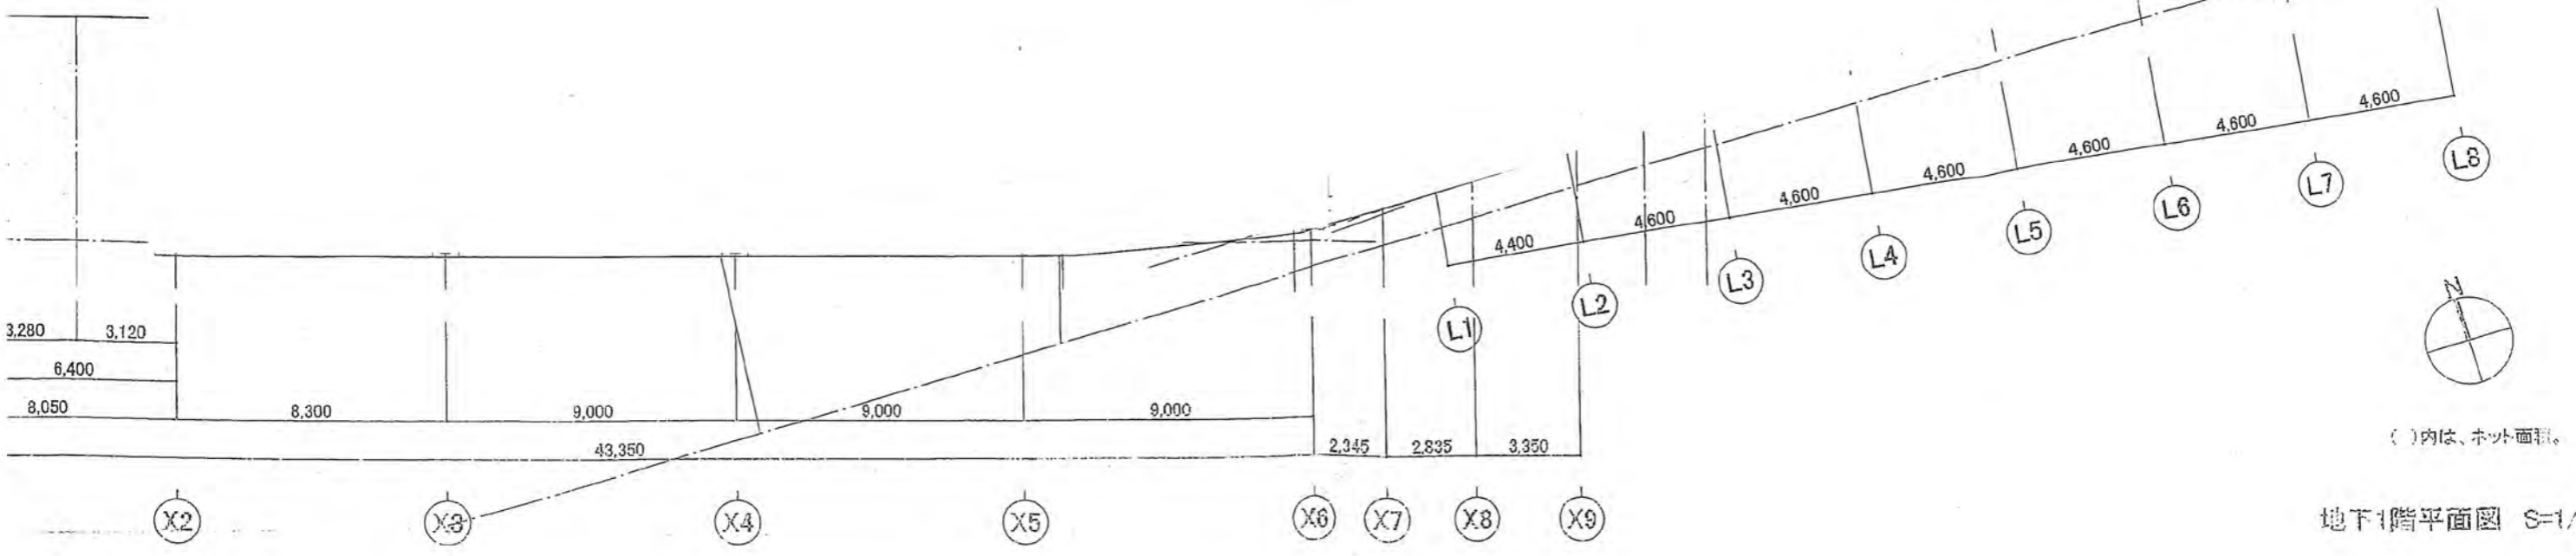 4,600
4,600
4,600
4,600
4,600
4,600
4,400
L8
L7
L6
L5
L4
L3
L2
L1
N
3,280 3,120
6,400
8,050 8,300 9,000 9,000 9,000
43,350 2,345 2,835 3,350
( )内は、ネット面積。
X2 X3 X4 X5 X6 X7 X8 X9
地下1階平面図 S=1/